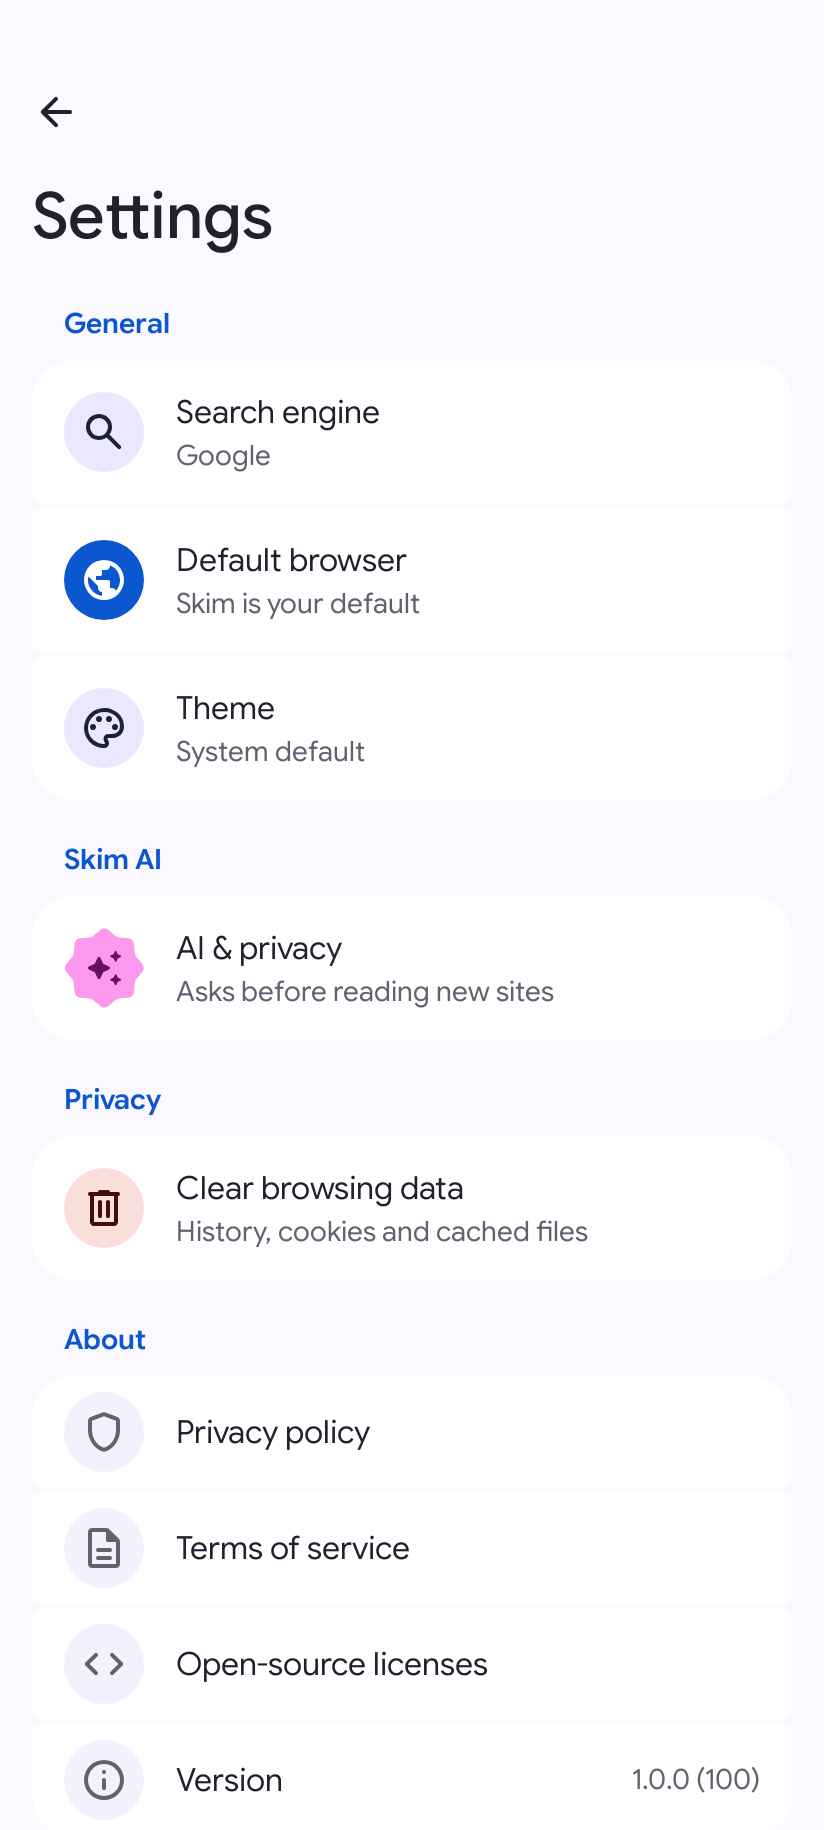 Settings
General
Search engine
Google
Default browser
Skim is your default
Theme
System default
Skim AI
AI & privacy
Asks before reading new sites
Privacy
Clear browsing data
History, cookies and cached files
About
Privacy policy
Terms of service
Open-source licenses
Version 1.0.0 (100)